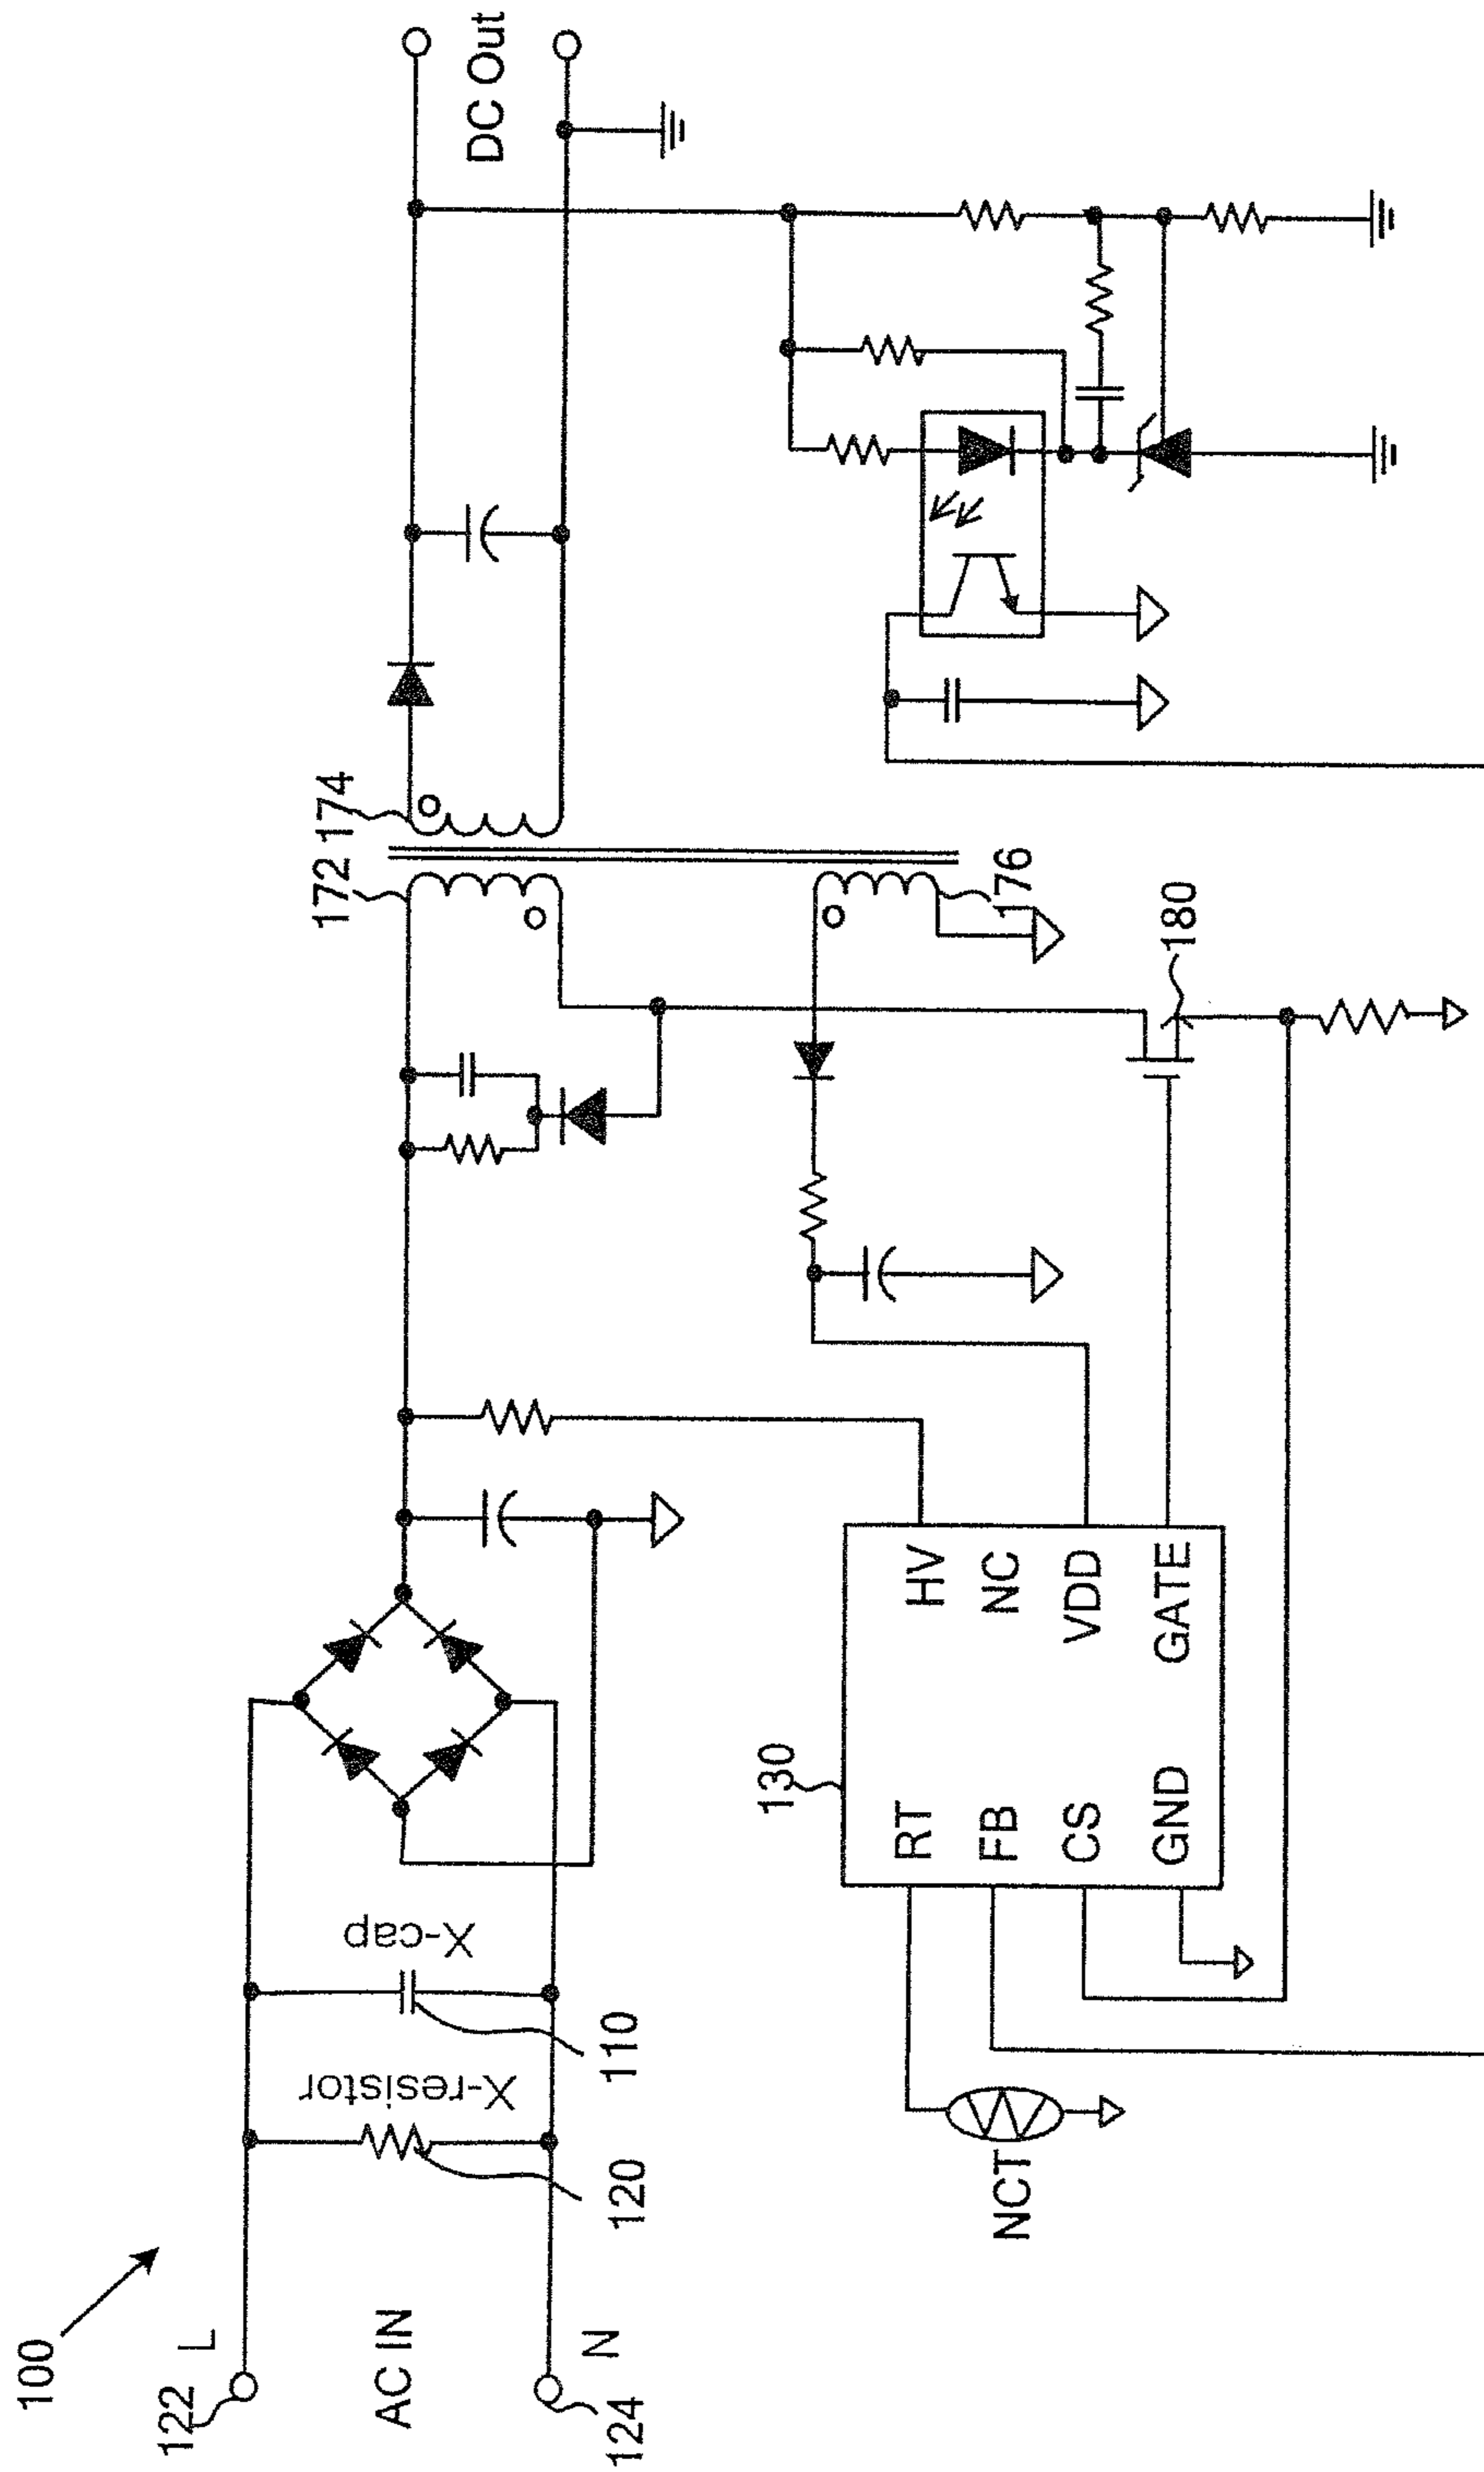 100
122
L
AC IN
124
N
X-resistor
120
X-cap
110
172
174
DC Out
176
180
130
RT
FB
CS
GND
HV
NC
VDD
GATE
NCT